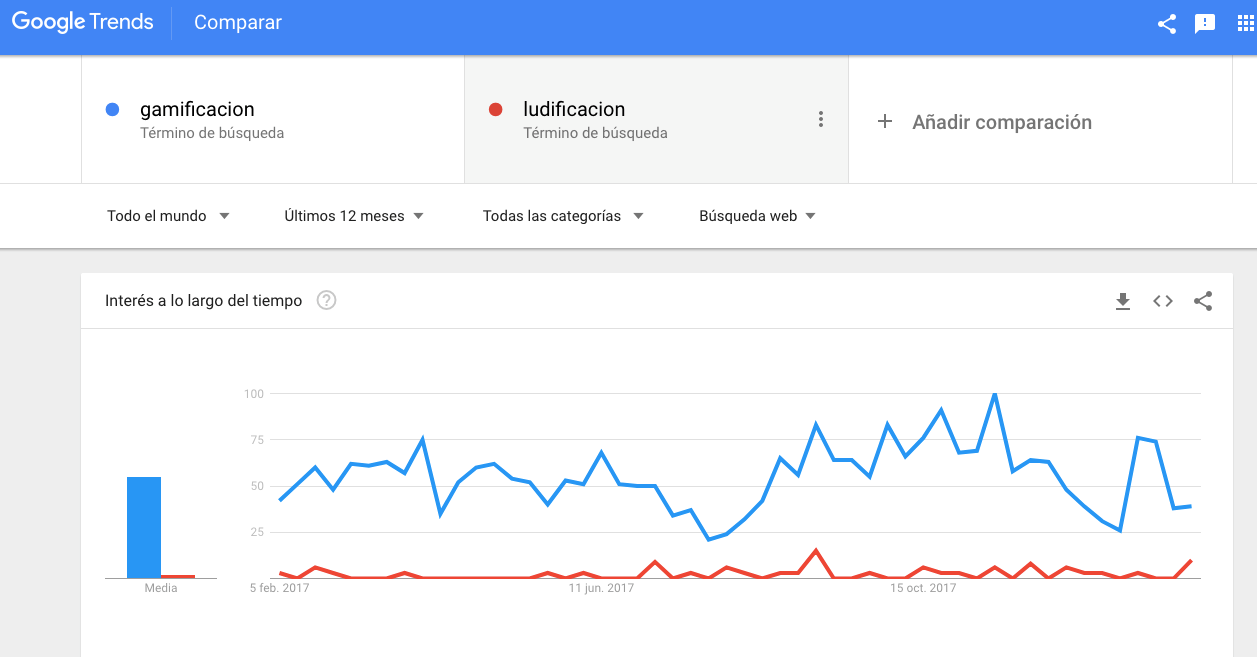 Google Trends Comparar
gamificacion
Término de búsqueda
ludificacion
Término de búsqueda
+ Añadir comparación
Todo el mundo
Últimos 12 meses
Todas las categorías
Búsqueda web
Interés a lo largo del tiempo ?
100
75
50
25
Media
5 feb. 2017
11 jun. 2017
15 oct. 2017